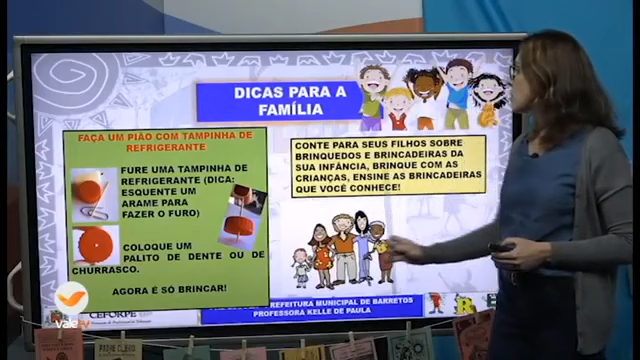 DICAS PARA A
FAMÍLIA
FAÇA UM PIÃO COM TAMPINHA DE
REFRIGERANTE
FURE UMA TAMPINHA DE
REFRIGERANTE (DICA:
ESQUENTE UM
ARAME PARA
FAZER O FURO)
COLOQUE UM
PALITO DE DENTE OU DE
CHURRASCO.
AGORA É SÓ BRINCAR!
CONTE PARA SEUS FILHOS SOBRE
BRINQUEDOS E BRINCADEIRAS DA
SUA INFÂNCIA, BRINQUE COM AS
CRIANÇAS, ENSINE AS BRINCADEIRAS
QUE VOCÊ CONHECE!
CEFORPE
PREFEITURA MUNICIPAL DE BARRETOS
PROFESSORA KELLE DE PAULA
vale tv